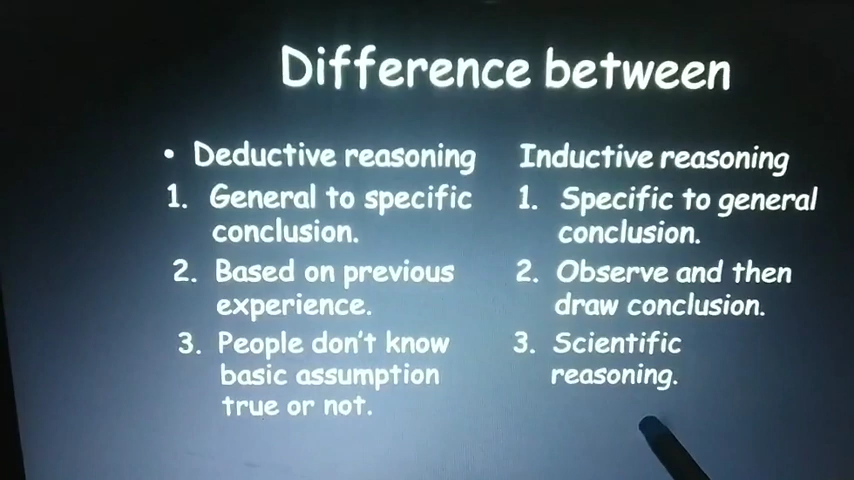 Difference between
• Deductive reasoning
1. General to specific
conclusion.
2. Based on previous
experience.
3. People don't know
basic assumption
true or not.
Inductive reasoning
1. Specific to general
conclusion.
2. Observe and then
draw conclusion.
3. Scientific
reasoning.